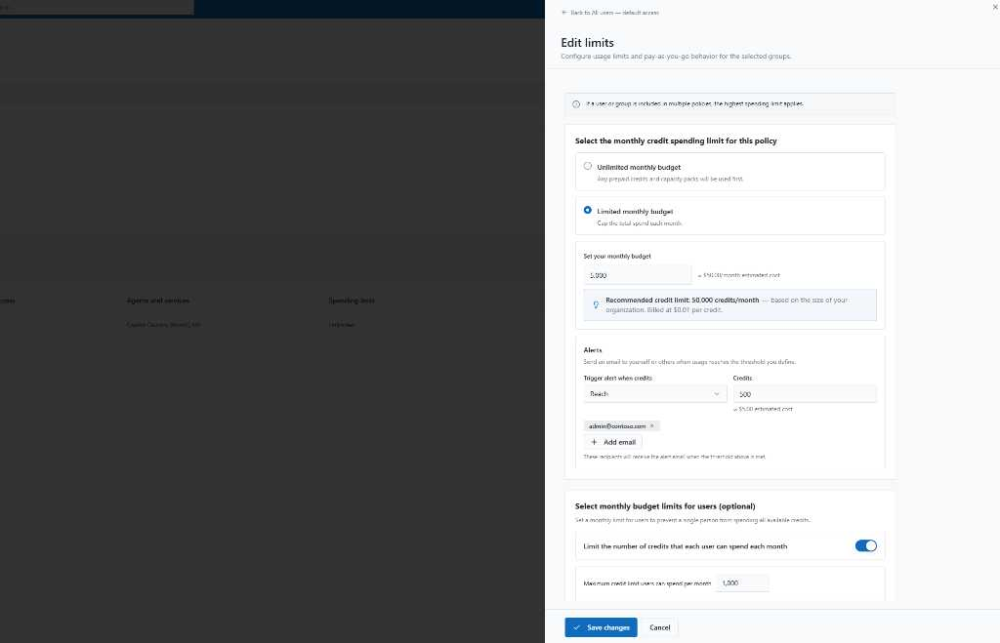 ← Back to All users — default access
×
Edit limits
Configure usage limits and pay-as-you-go behavior for the selected groups.
If a user or group is included in multiple policies, the highest spending limit applies.
Select the monthly credit spending limit for this policy
Unlimited monthly budget
Any prepaid credits and capacity packs will be used first.
Limited monthly budget
Cap the total spend each month.
Agents and services
Spending limit
Unlimited
Set your monthly budget
5,000
≈ $50.00/month estimated cost
Recommended credit limit: 50,000 credits/month — based on the size of your
organization. Billed at $0.01 per credit.
Alerts
Send an email to yourself or others when usage reaches the threshold you define.
Trigger alert when credits
Credits
Reach
500
≈ $5.00 estimated cost
admin@contoso.com ×
+ Add email
These recipients will receive the alert email when the threshold above is met.
Select monthly budget limits for users (optional)
Set a monthly limit for users to prevent a single person from spending all available credits.
Limit the number of credits that each user can spend each month
Maximum credit limit users can spend per month
1,000
Save changes
Cancel